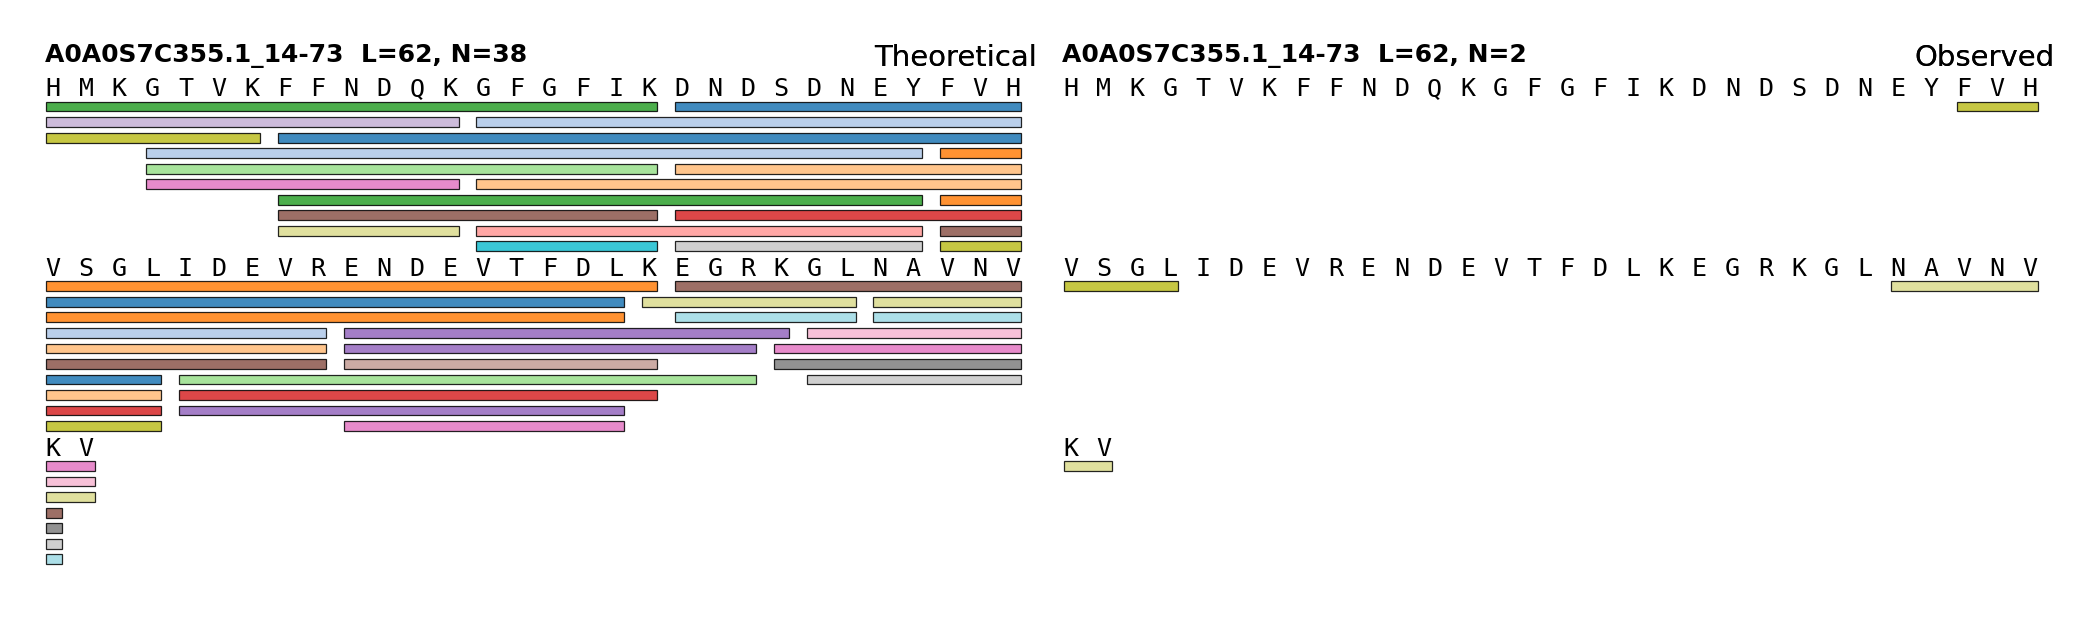 A0A0S7C355.1_14-73 L=62, N=38 Theoretical
H M K G T V K F F N D Q K G F G F I K D N D S D N E Y F V H
V S G L I D E V R E N D E V T F D L K E G R K G L N A V N V
K V
A0A0S7C355.1_14-73 L=62, N=2 Observed
H M K G T V K F F N D Q K G F G F I K D N D S D N E Y F V H
V S G L I D E V R E N D E V T F D L K E G R K G L N A V N V
K V